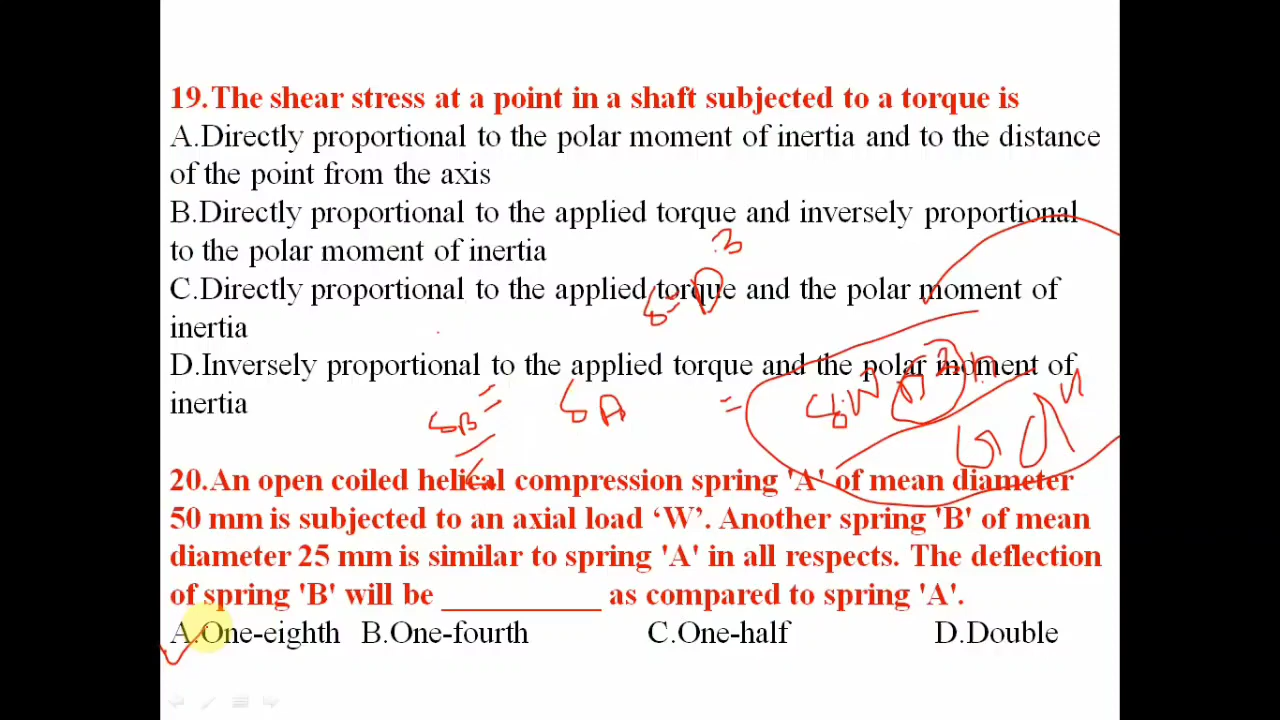 19.The shear stress at a point in a shaft subjected to a torque is
A.Directly proportional to the polar moment of inertia and to the distance
of the point from the axis
B.Directly proportional to the applied torque and inversely proportional
to the polar moment of inertia
C.Directly proportional to the applied torque and the polar moment of
inertia
D.Inversely proportional to the applied torque and the polar moment of
inertia
20.An open coiled helical compression spring 'A' of mean diameter
50 mm is subjected to an axial load ‘W’. Another spring 'B' of mean
diameter 25 mm is similar to spring 'A' in all respects. The deflection
of spring 'B' will be __________ as compared to spring 'A'.
A.One-eighth B.One-fourth C.One-half D.Double